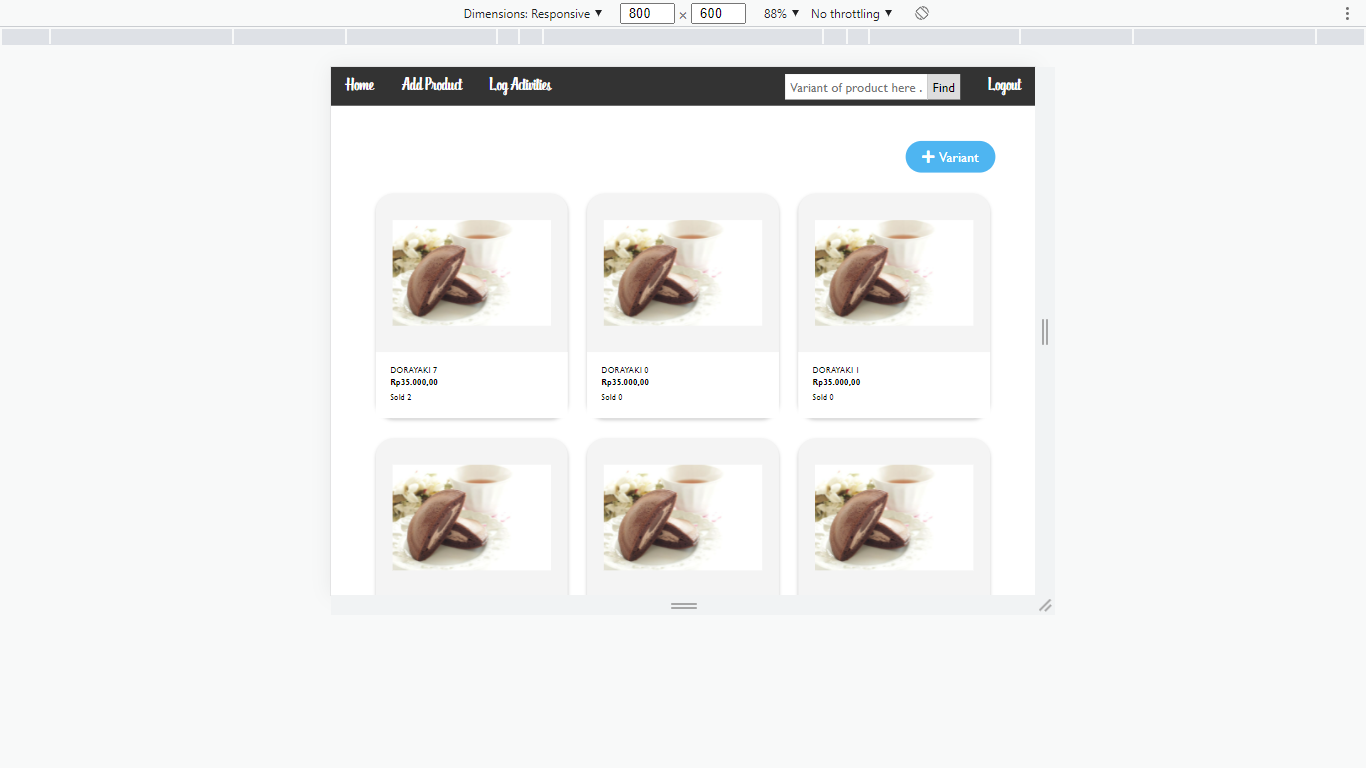 Dimensions: Responsive ▼ 800 × 600 88% ▼ No throttling ▼
Home Add Product Log Activities Variant of product here . Find Logout
+ Variant
DORAYAKI 7
Rp35.000,00
Sold 2
DORAYAKI 0
Rp35.000,00
Sold 0
DORAYAKI 1
Rp35.000,00
Sold 0